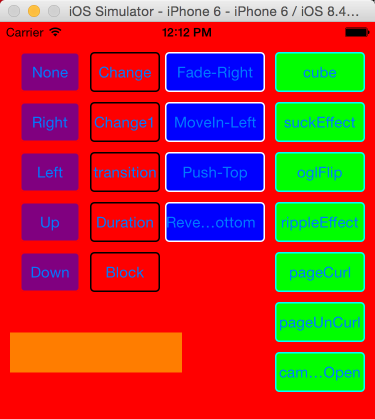 iOS Simulator - iPhone 6 - iPhone 6 / iOS 8.4…
Carrier 12:12 PM
None Change Fade-Right cube
Right Change1 MoveIn-Left suckEffect
Left transition Push-Top oglFlip
Up Duration Reve…ottom rippleEffect
Down Block pageCurl
pageUnCurl
cam…Open